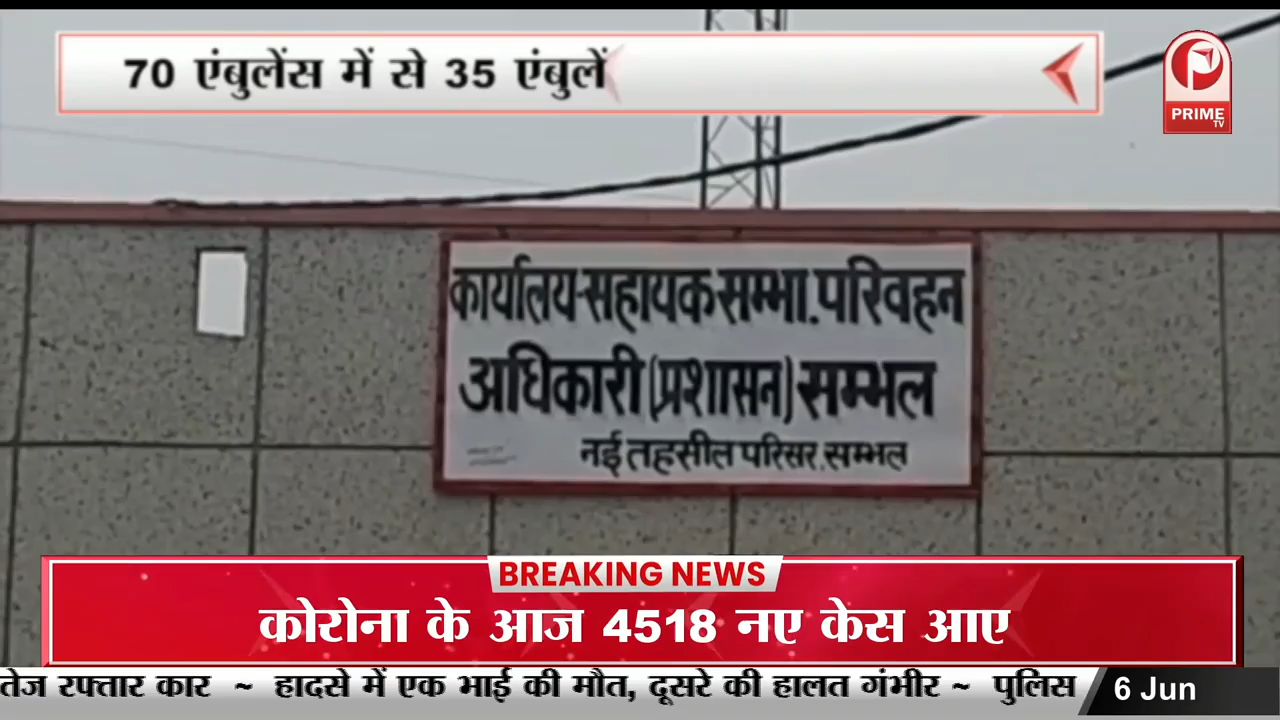 70 एंबुलेंस में से 35 एंबुलें
PRIME
TV
कार्यालय-सहायक सम्भा. परिवहन
अधिकारी (प्रशासन) सम्भल
नई तहसील परिसर, सम्भल
BREAKING NEWS
कोरोना के आज 4518 नए केस आए
तेज रफ्तार कार ~ हादसे में एक भाई की मौत, दूसरे की हालत गंभीर ~ पुलिस
6 Jun